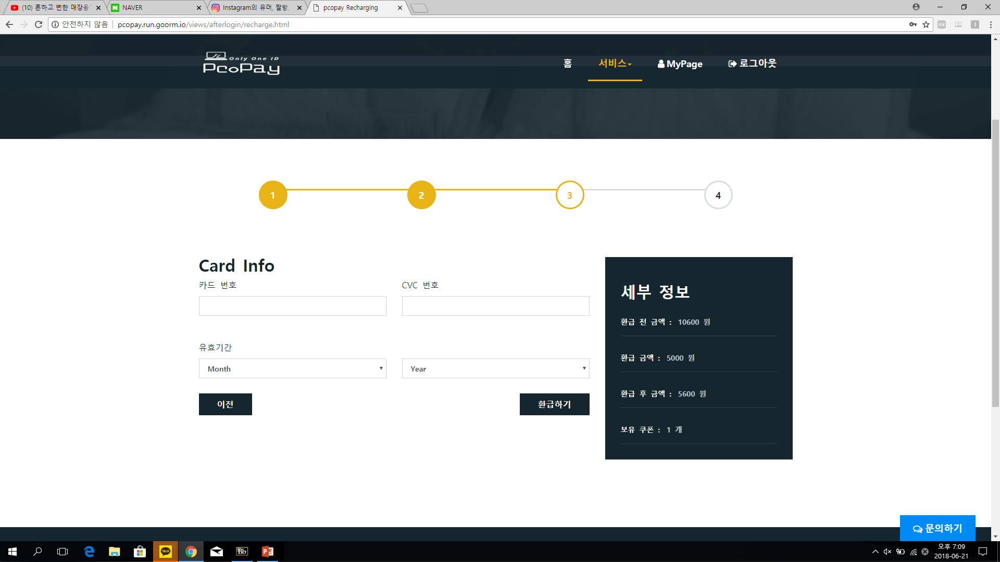 (10) 흔하고 뻔한 매장음
NAVER
Instagram의 유머, 짤방,
pcopay Recharging
안전하지 않음
pcopay.run.goorm.io/views/afterlogin/recharge.html
Only One ID
PcoPay
홈
서비스
MyPage
로그아웃
1
2
3
4
Card Info
카드 번호
CVC 번호
유효기간
Month
Year
이전
환급하기
세부 정보
환급 전 금액 : 10600 원
환급 금액 : 5000 원
환급 후 금액 : 5600 원
보유 쿠폰 : 1 개
문의하기
TALK
Bb
오후 7:09
2018-06-21